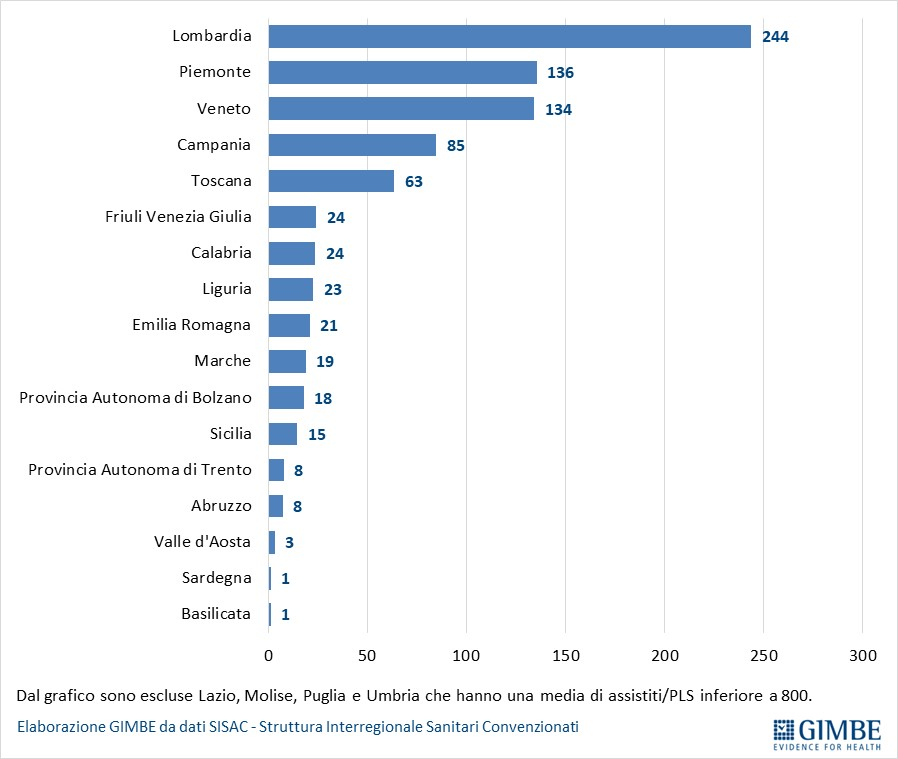 Lombardia 244
Piemonte 136
Veneto 134
Campania 85
Toscana 63
Friuli Venezia Giulia 24
Calabria 24
Liguria 23
Emilia Romagna 21
Marche 19
Provincia Autonoma di Bolzano 18
Sicilia 15
Provincia Autonoma di Trento 8
Abruzzo 8
Valle d'Aosta 3
Sardegna 1
Basilicata 1
0 50 100 150 200 250 300
Dal grafico sono escluse Lazio, Molise, Puglia e Umbria che hanno una media di assistiti/PLS inferiore a 800.
Elaborazione GIMBE da dati SISAC - Struttura Interregionale Sanitari Convenzionati
GIMBE
EVIDENCE FOR HEALTH